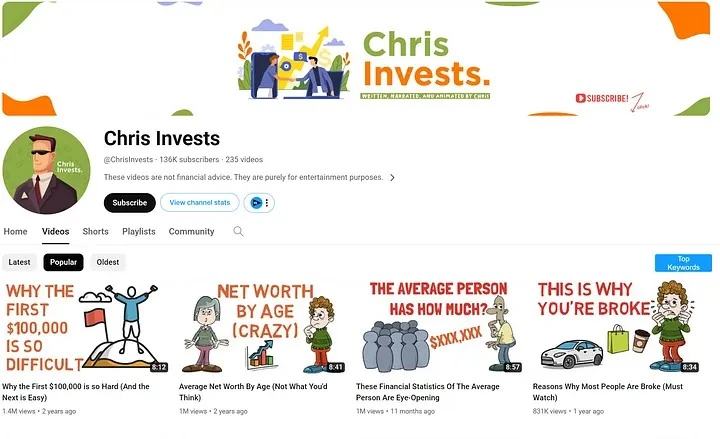 Chris
Invests.
WRITTEN, NARRATED, AND ANIMATED BY CHRIS
SUBSCRIBE!
click!
Chris
Invests.
Chris Invests
@ChrisInvests · 136K subscribers · 235 videos
These videos are not financial advice. They are purely for entertainment purposes.
Subscribe
View channel stats
Home Videos Shorts Playlists Community
Latest Popular Oldest
Top
Keywords
WHY THE
FIRST
$100,000
IS SO
DIFFICULT
8:12
NET WORTH
BY AGE
(CRAZY)
8:41
THE AVERAGE PERSON
HAS HOW MUCH?
$XXX,XXX
8:57
THIS IS WHY
YOU'RE BROKE
8:34
Why the First $100,000 is so Hard (And the
Next is Easy)
1.4M views • 2 years ago
Average Net Worth By Age (Not What You'd
Think)
1M views • 2 years ago
These Financial Statistics Of The Average
Person Are Eye-Opening
1M views • 11 months ago
Reasons Why Most People Are Broke (Must
Watch)
831K views • 1 year ago